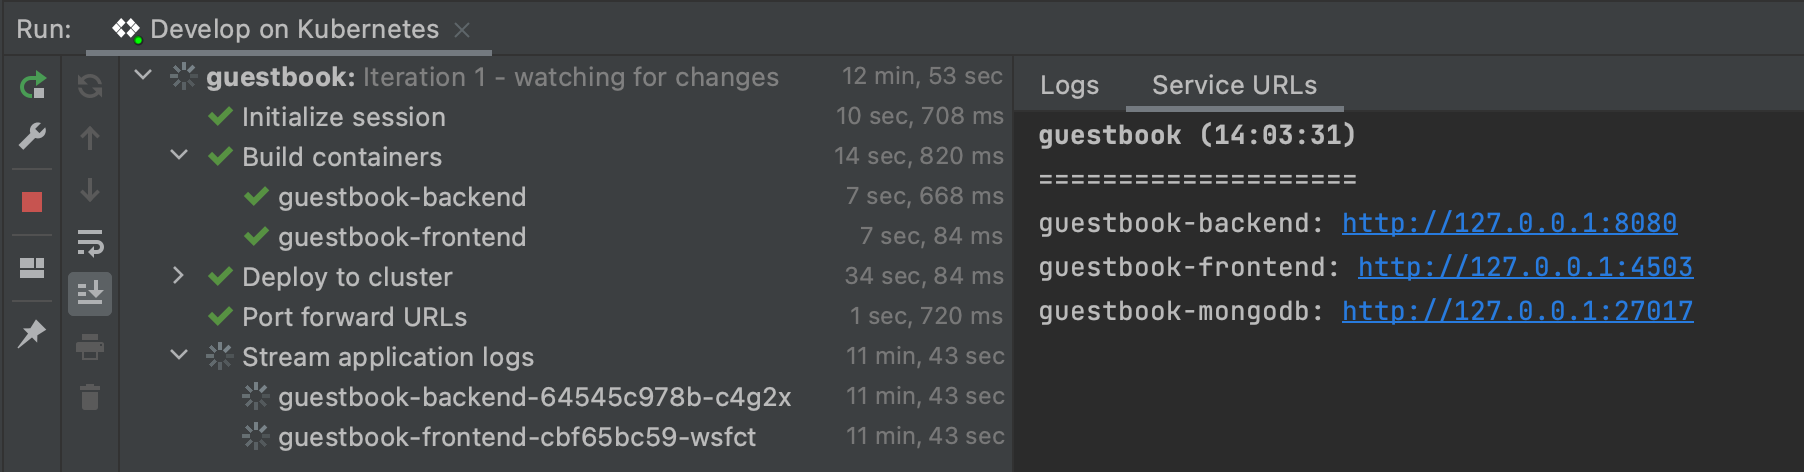 Run: Develop on Kubernetes
guestbook: Iteration 1 - watching for changes 12 min, 53 sec
Initialize session 10 sec, 708 ms
Build containers 14 sec, 820 ms
guestbook-backend 7 sec, 668 ms
guestbook-frontend 7 sec, 84 ms
Deploy to cluster 34 sec, 84 ms
Port forward URLs 1 sec, 720 ms
Stream application logs 11 min, 43 sec
guestbook-backend-64545c978b-c4g2x 11 min, 43 sec
guestbook-frontend-cbf65bc59-wsfct 11 min, 43 sec
Logs Service URLs
guestbook (14:03:31)
====================
guestbook-backend: http://127.0.0.1:8080
guestbook-frontend: http://127.0.0.1:4503
guestbook-mongodb: http://127.0.0.1:27017